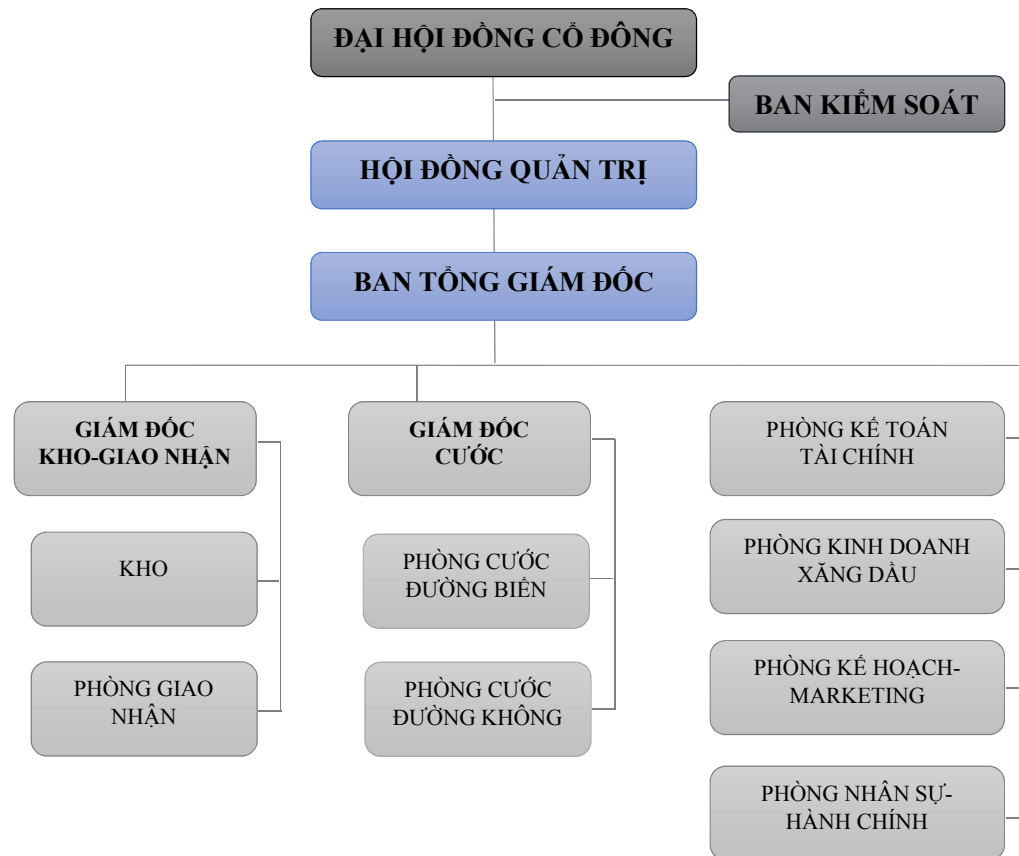 ĐẠI HỘI ĐỒNG CỔ ĐÔNG
BAN KIỂM SOÁT
HỘI ĐỒNG QUẢN TRỊ
BAN TỔNG GIÁM ĐỐC
GIÁM ĐỐC
KHO-GIAO NHẬN
KHO
PHÒNG GIAO
NHẬN
GIÁM ĐỐC
CƯỚC
PHÒNG CƯỚC
ĐƯỜNG BIỂN
PHÒNG CƯỚC
ĐƯỜNG KHÔNG
PHÒNG KẾ TOÁN
TÀI CHÍNH
PHÒNG KINH DOANH
XĂNG DẦU
PHÒNG KẾ HOẠCH-
MARKETING
PHÒNG NHÂN SỰ-
HÀNH CHÍNH